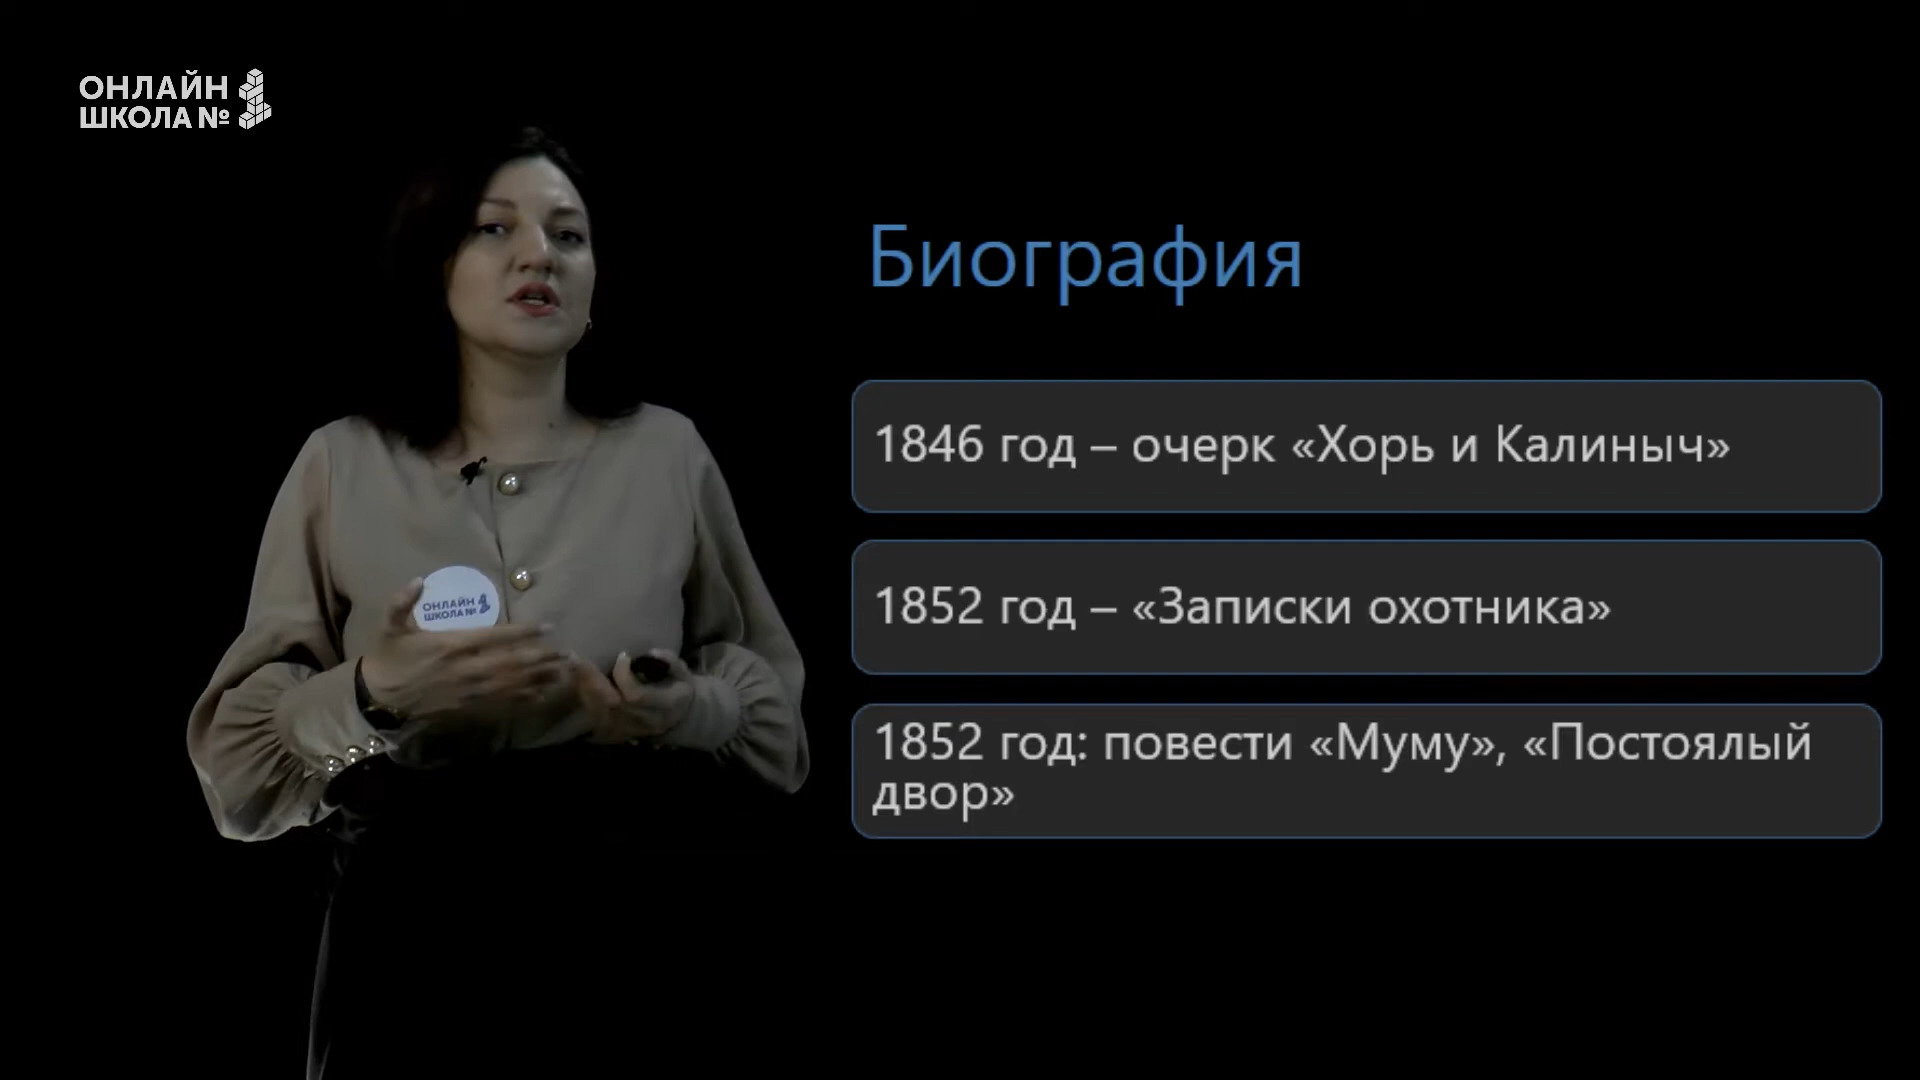 ОНЛАЙН
ШКОЛА №
Биография
1846 год – очерк «Хорь и Калиныч»
1852 год – «Записки охотника»
1852 год: повести «Муму», «Постоялый
двор»
ОНЛАЙН
ШКОЛА №